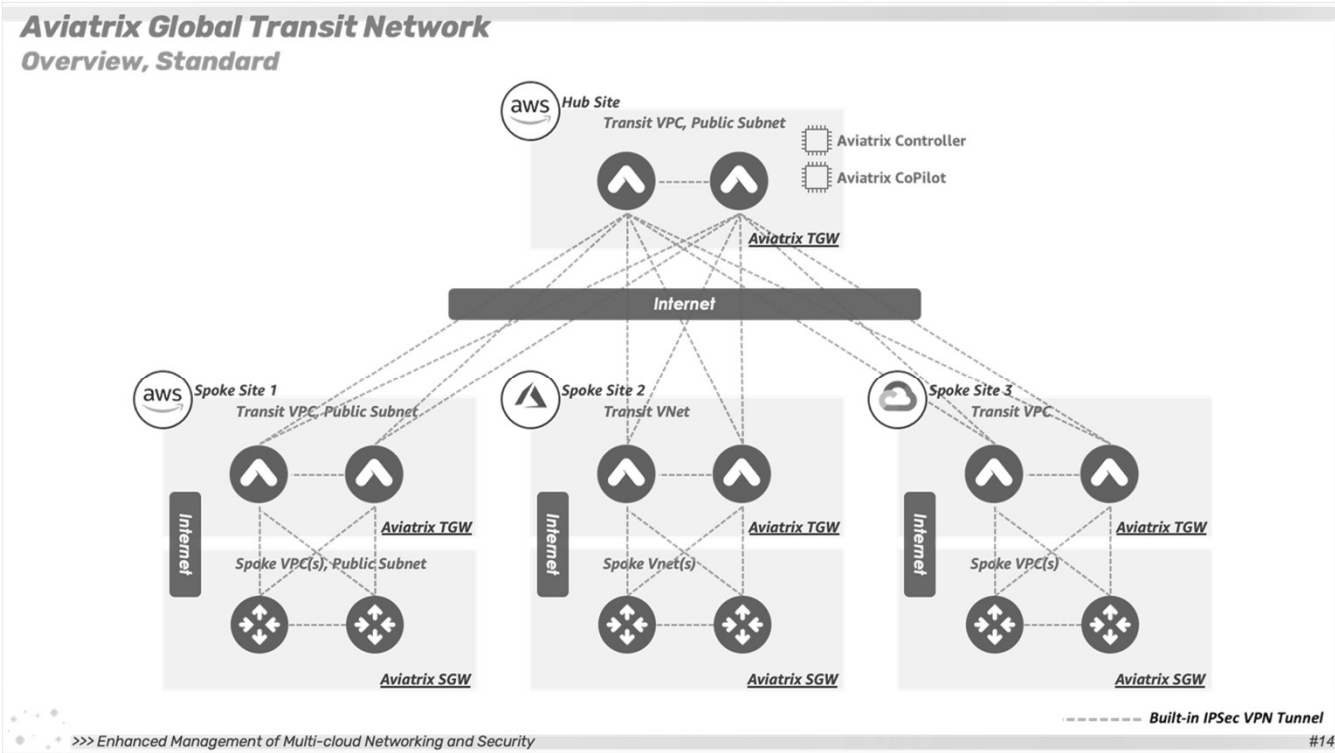 Aviatrix Global Transit Network
Overview, Standard
aws
Hub Site
Transit VPC, Public Subnet
Aviatrix Controller
Aviatrix CoPilot
Aviatrix TGW
Internet
aws
Spoke Site 1
Transit VPC, Public Subnet
Internet
Aviatrix TGW
Spoke VPC(s), Public Subnet
Aviatrix SGW
Spoke Site 2
Transit VNet
Internet
Aviatrix TGW
Spoke Vnet(s)
Aviatrix SGW
Spoke Site 3
Transit VPC
Internet
Aviatrix TGW
Spoke VPC(s)
Aviatrix SGW
Built-in IPSec VPN Tunnel
>>> Enhanced Management of Multi-cloud Networking and Security
#14